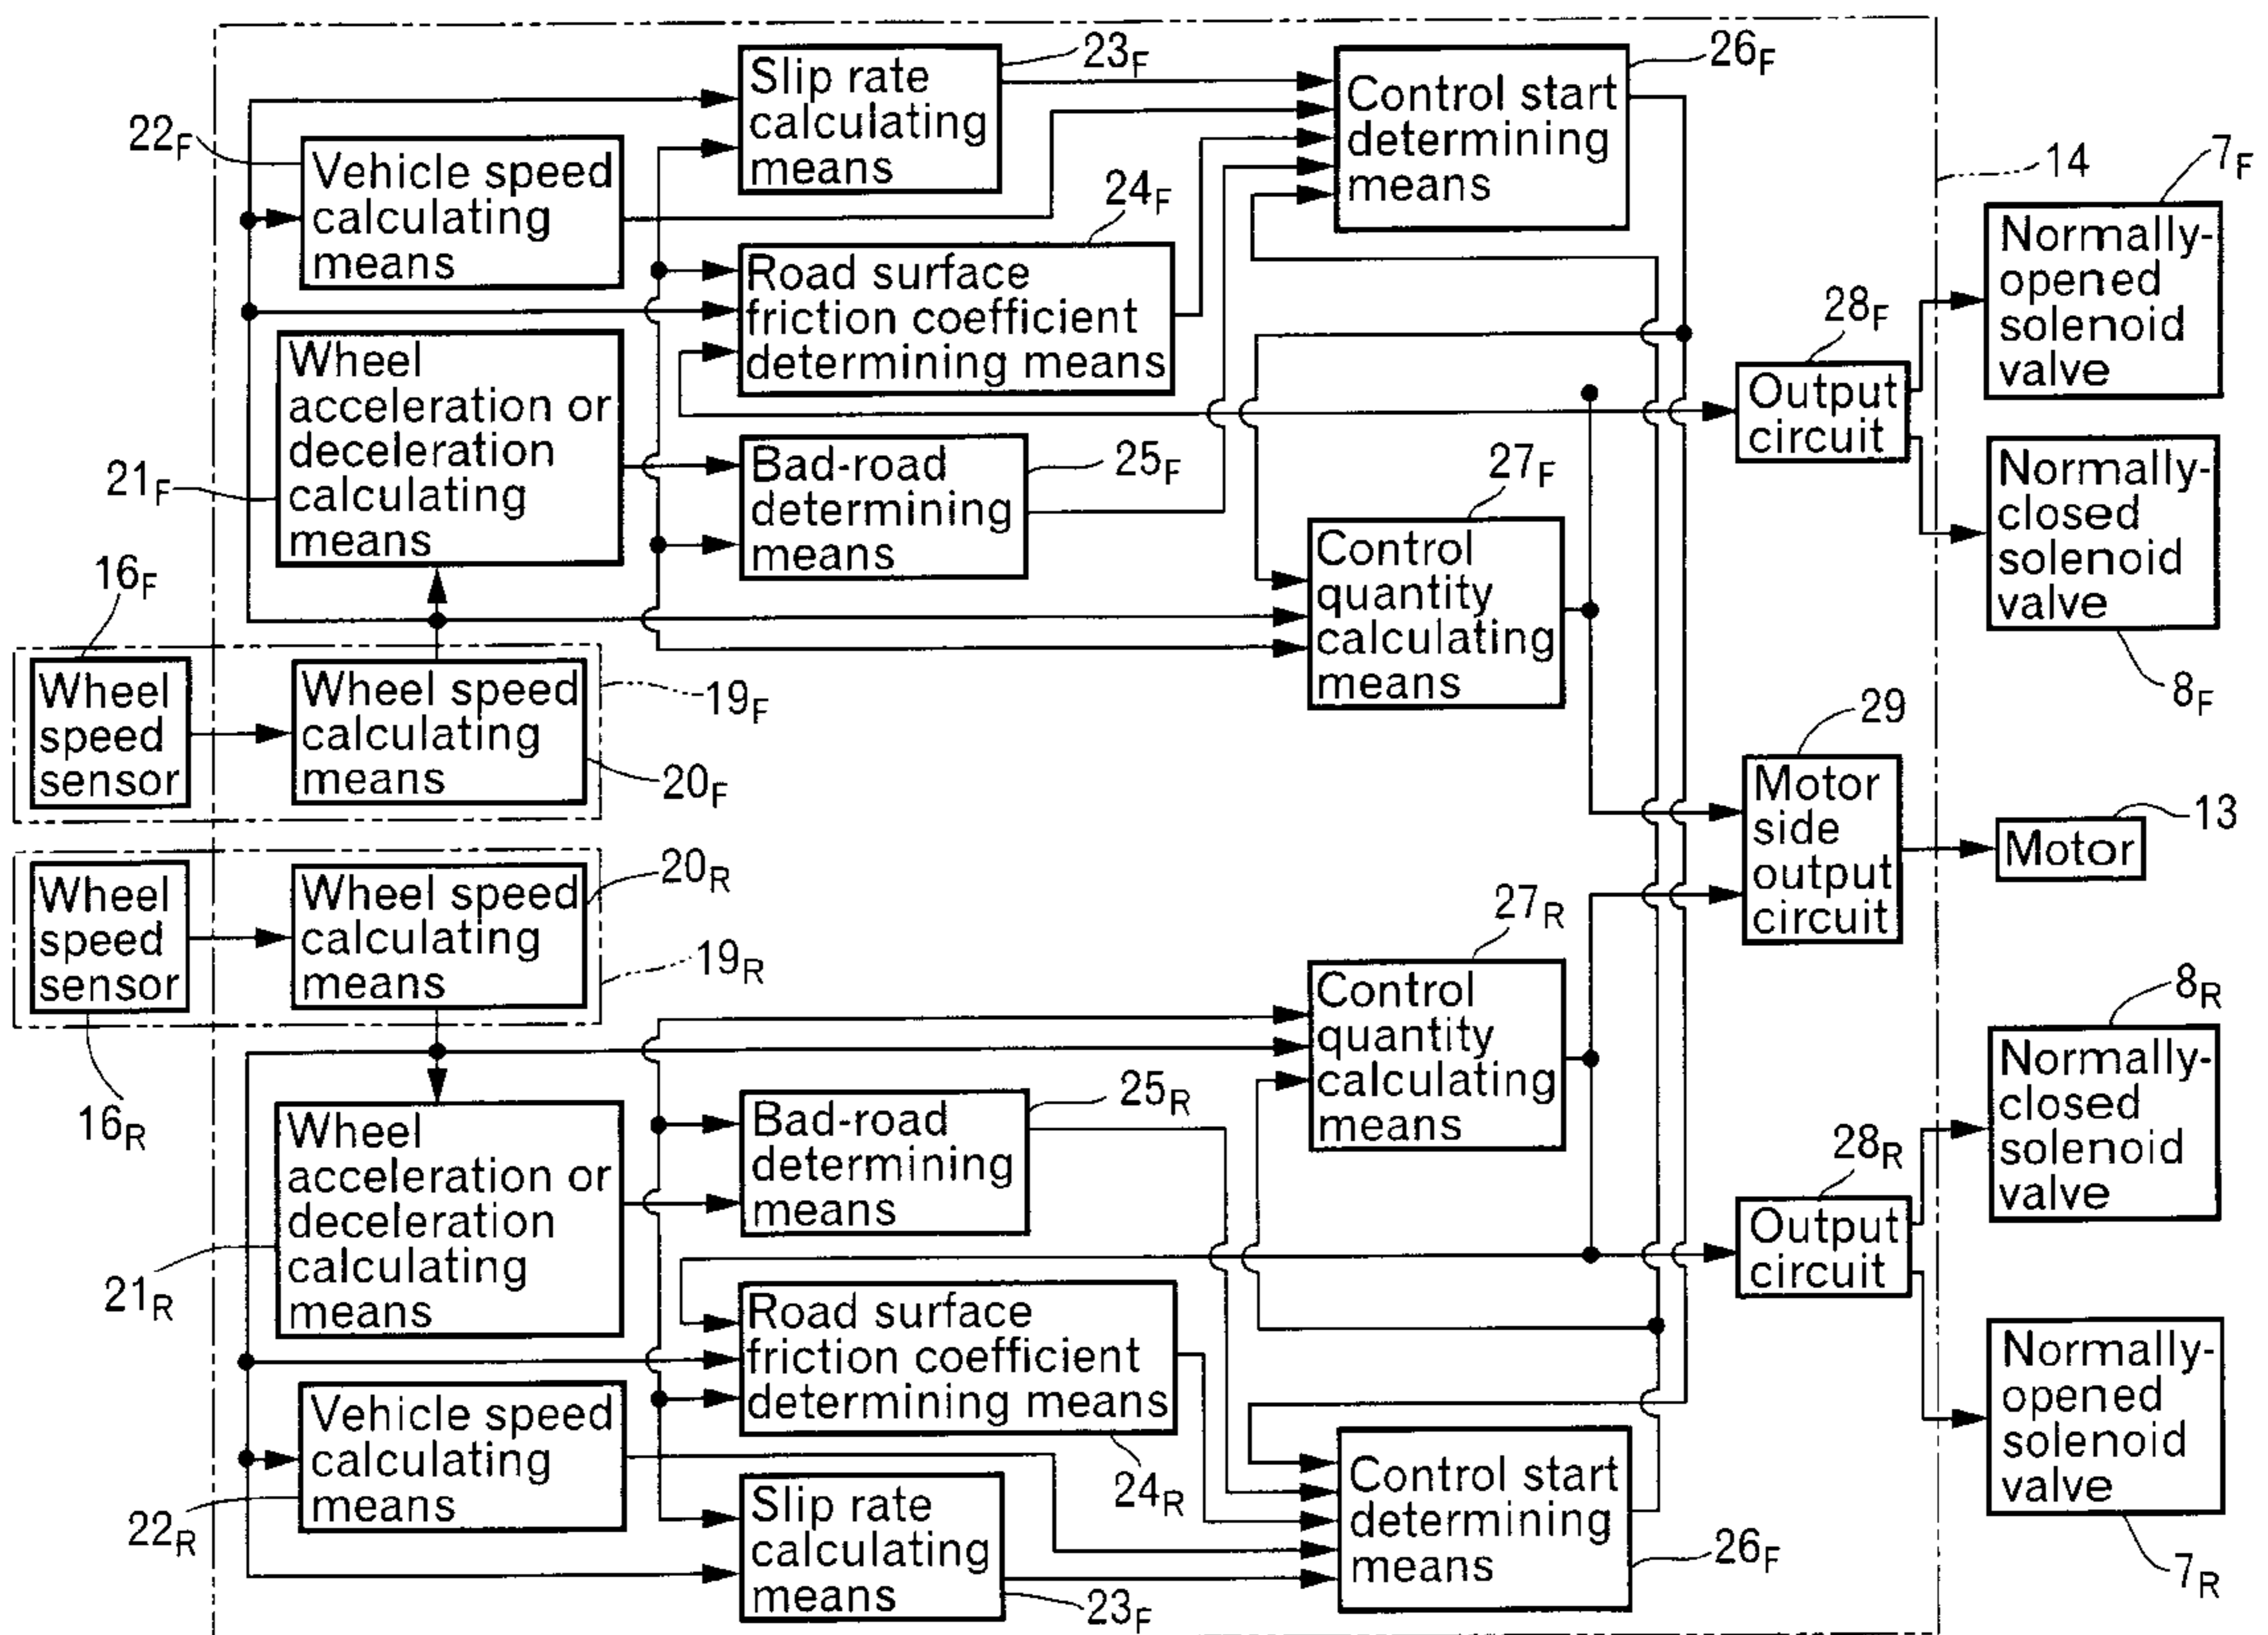 23F
Slip rate
calculating
means
26F
Control start
determining
means
22F
Vehicle speed
calculating
means
24F
Road surface
friction coefficient
determining means
14
7F
Normally-
opened
solenoid
valve
28F
Output
circuit
21F
Wheel
acceleration or
deceleration
calculating
means
25F
Bad-road
determining
means
27F
Control
quantity
calculating
means
Normally-
closed
solenoid
valve
8F
16F
Wheel
speed
sensor
Wheel speed
calculating
means
19F
20F
29
Motor
side
output
circuit
13
Motor
Wheel
speed
sensor
16R
Wheel speed
calculating
means
20R
19R
27R
Control
quantity
calculating
means
8R
Normally-
closed
solenoid
valve
21R
Wheel
acceleration or
deceleration
calculating
means
25R
Bad-road
determining
means
28R
Output
circuit
Road surface
friction coefficient
determining means
24R
Normally-
opened
solenoid
valve
7R
22R
Vehicle speed
calculating
means
Slip rate
calculating
means
23F
Control start
determining
means
26F